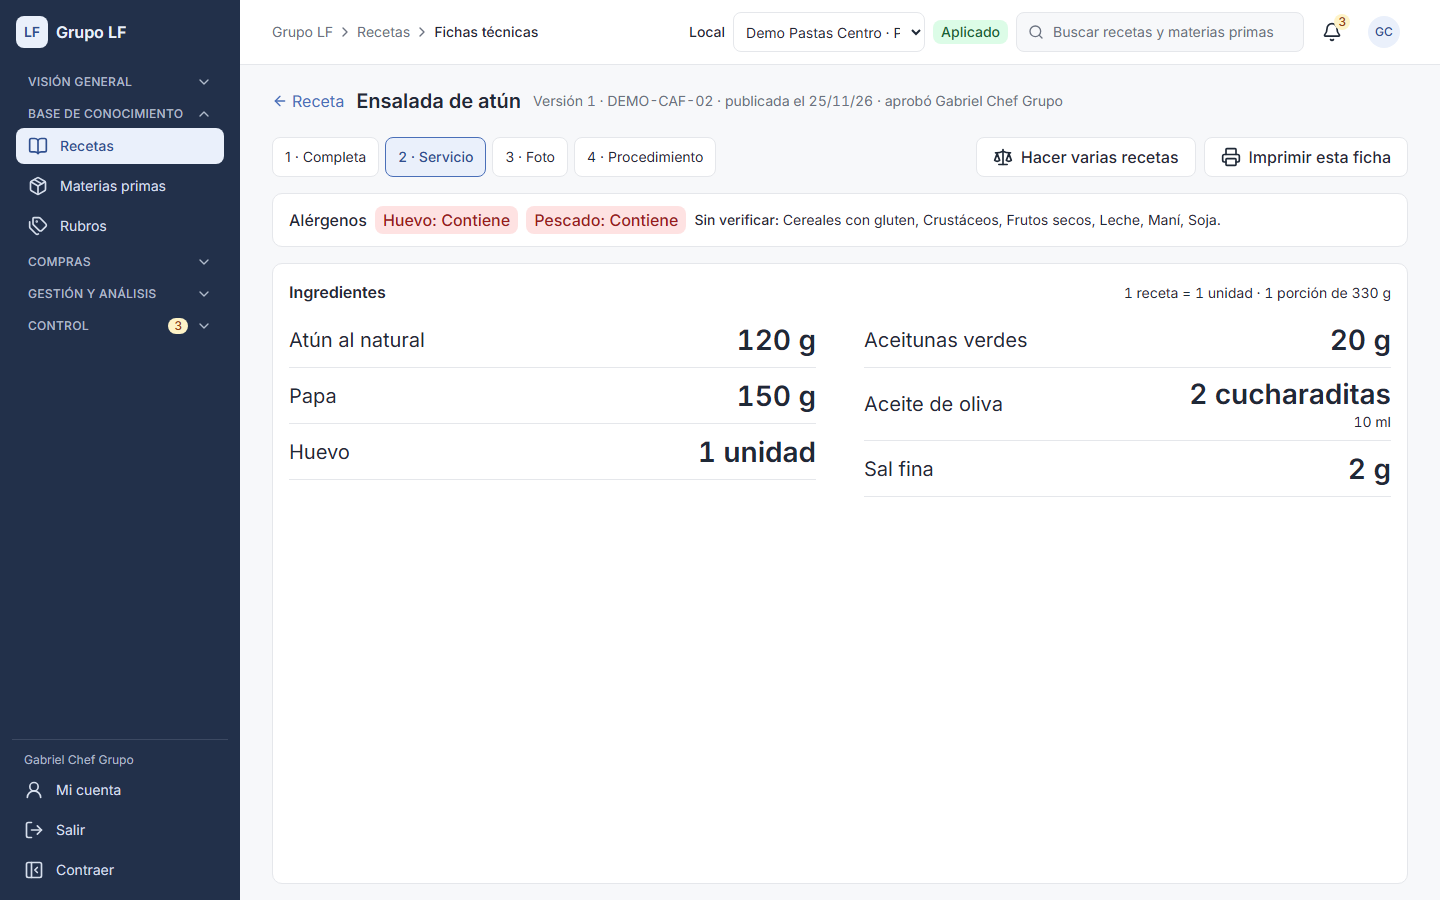 LF Grupo LF
VISIÓN GENERAL
BASE DE CONOCIMIENTO
Recetas
Materias primas
Rubros
COMPRAS
GESTIÓN Y ANÁLISIS
CONTROL 3
Gabriel Chef Grupo
Mi cuenta
Salir
Contraer
Grupo LF > Recetas > Fichas técnicas
Local Demo Pastas Centro · P Aplicado Buscar recetas y materias primas 3 GC
← Receta Ensalada de atún Versión 1 · DEMO-CAF-02 · publicada el 25/11/26 · aprobó Gabriel Chef Grupo
1 · Completa 2 · Servicio 3 · Foto 4 · Procedimiento Hacer varias recetas Imprimir esta ficha
Alérgenos Huevo: Contiene Pescado: Contiene Sin verificar: Cereales con gluten, Crustáceos, Frutos secos, Leche, Maní, Soja.
Ingredientes 1 receta = 1 unidad · 1 porción de 330 g
Atún al natural 120 g
Papa 150 g
Huevo 1 unidad
Aceitunas verdes 20 g
Aceite de oliva 2 cucharaditas
10 ml
Sal fina 2 g